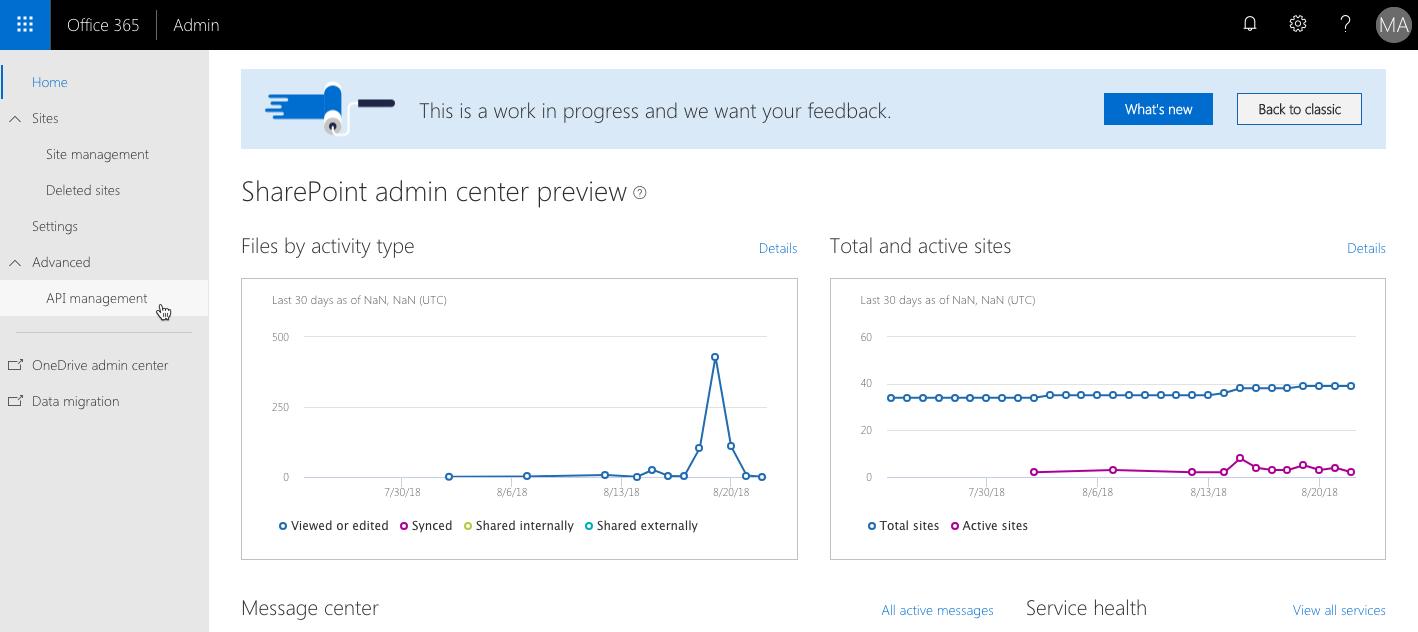 Office 365 Admin ? MA
Home
Sites
Site management
Deleted sites
Settings
Advanced
API management
OneDrive admin center
Data migration
This is a work in progress and we want your feedback.
What's new
Back to classic
SharePoint admin center preview ?
Files by activity type
Details
Last 30 days as of NaN, NaN (UTC)
500
250
0
7/30/18 8/6/18 8/13/18 8/20/18
Viewed or edited Synced Shared internally Shared externally
Total and active sites
Details
Last 30 days as of NaN, NaN (UTC)
60
40
20
0
7/30/18 8/6/18 8/13/18 8/20/18
Total sites Active sites
Message center
All active messages
Service health
View all services